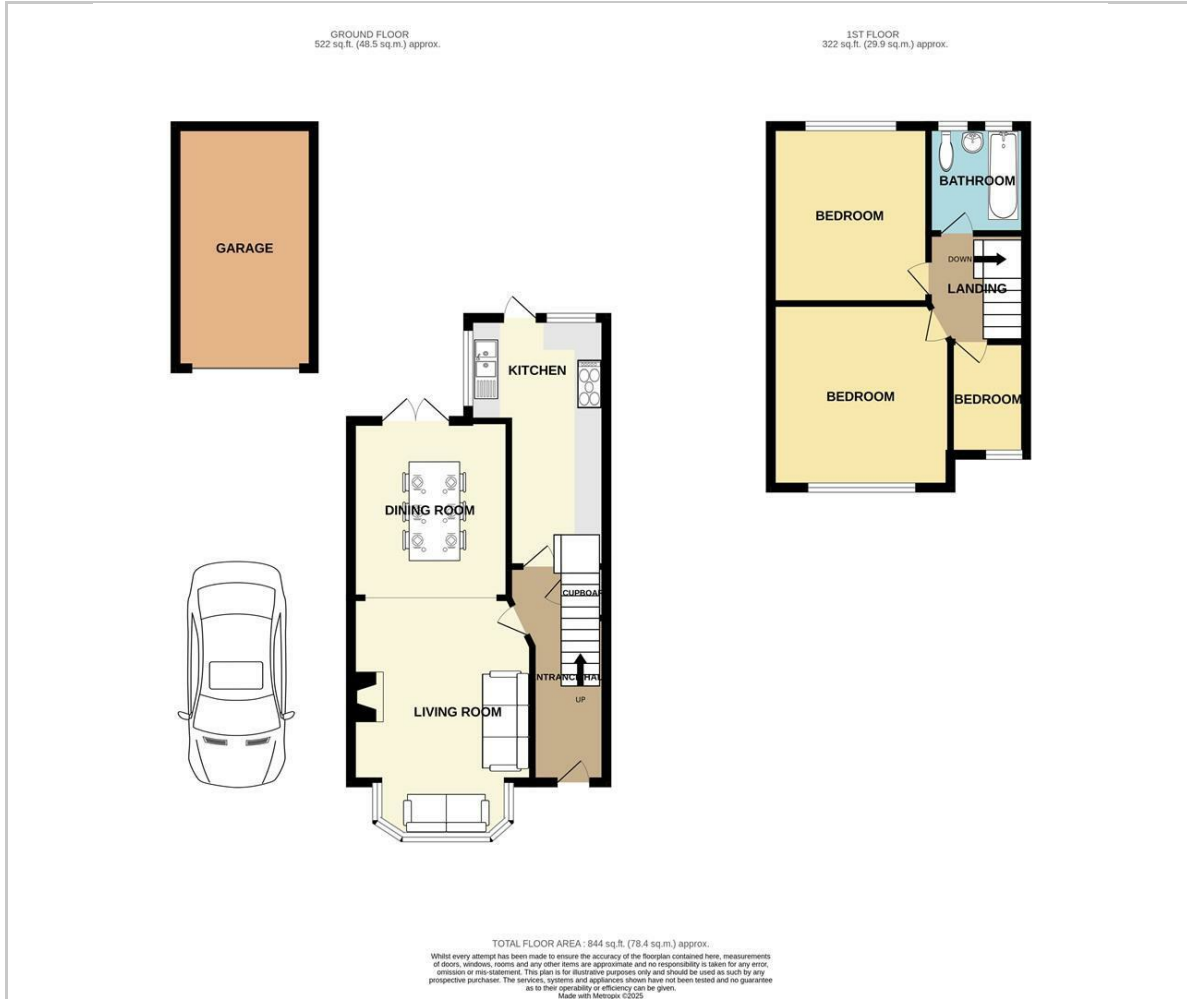 GROUND FLOOR
522 sq.ft. (48.5 sq.m.) approx.
1ST FLOOR
322 sq.ft. (29.9 sq.m.) approx.
GARAGE
BEDROOM
BATHROOM
DOWN
LANDING
BEDROOM
BEDROOM
KITCHEN
DINING ROOM
CUPBOAR
NTRANCE HAL
UP
LIVING ROOM
TOTAL FLOOR AREA : 844 sq.ft. (78.4 sq.m.) approx.
Whilst every attempt has been made to ensure the accuracy of the floorplan contained here, measurements
of doors, windows, rooms and any other items are approximate and no responsibility is taken for any error,
omission or mis-statement. This plan is for illustrative purposes only and should be used as such by any
prospective purchaser. The services, systems and appliances shown have not been tested and no guarantee
as to their operability or efficiency can be given.
Made with Metropix ©2025